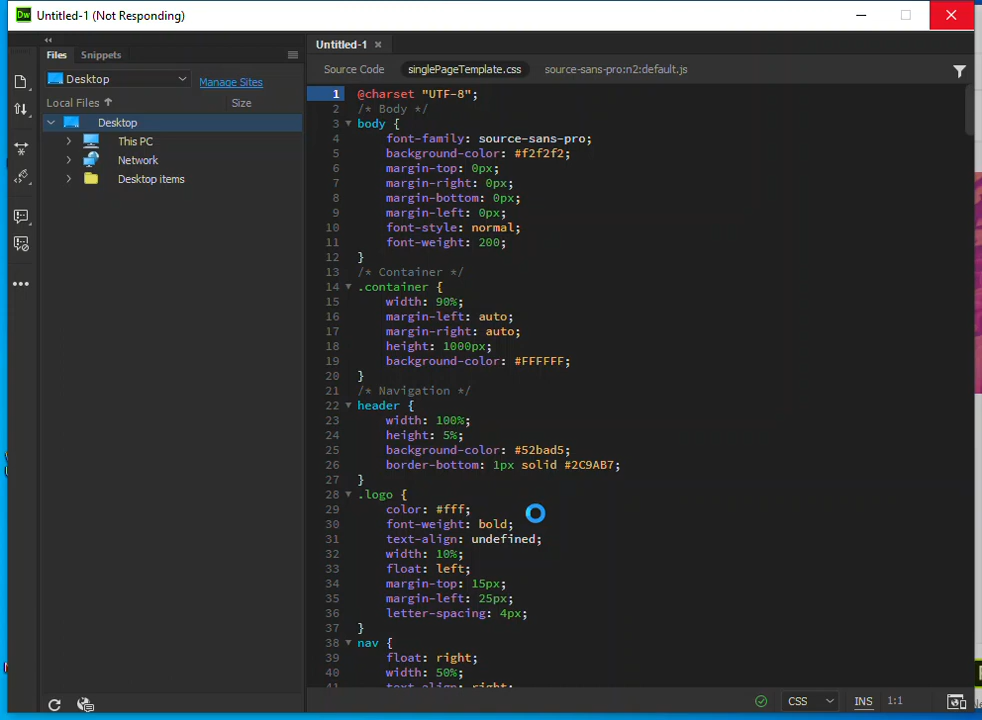 Dw Untitled-1 (Not Responding)
Files Snippets
Desktop Manage Sites
Local Files Size
Desktop
This PC
Network
Desktop items
Untitled-1
Source Code singlePageTemplate.css source-sans-pro:n2:default.js
1 @charset "UTF-8";
2 /* Body */
3 body {
4 font-family: source-sans-pro;
5 background-color: #f2f2f2;
6 margin-top: 0px;
7 margin-right: 0px;
8 margin-bottom: 0px;
9 margin-left: 0px;
10 font-style: normal;
11 font-weight: 200;
12 }
13 /* Container */
14 .container {
15 width: 90%;
16 margin-left: auto;
17 margin-right: auto;
18 height: 1000px;
19 background-color: #FFFFFF;
20 }
21 /* Navigation */
22 header {
23 width: 100%;
24 height: 5%;
25 background-color: #52bad5;
26 border-bottom: 1px solid #2C9AB7;
27 }
28 .logo {
29 color: #fff;
30 font-weight: bold;
31 text-align: undefined;
32 width: 10%;
33 float: left;
34 margin-top: 15px;
35 margin-left: 25px;
36 letter-spacing: 4px;
37 }
38 nav {
39 float: right;
40 width: 50%;
41 text-align: right;
CSS INS 1:1